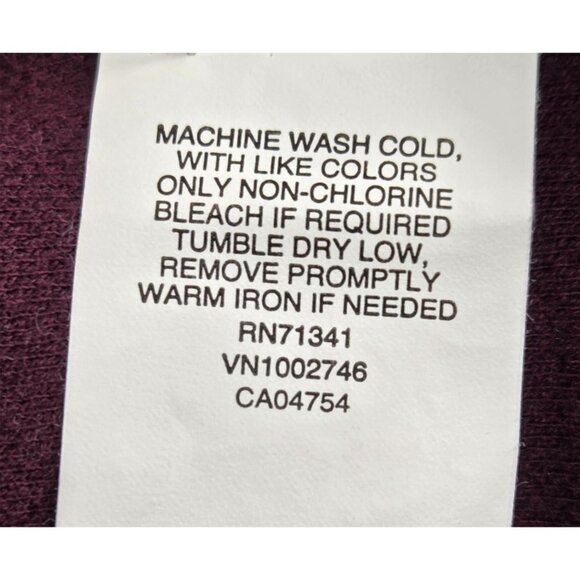 MACHINE WASH COLD,
WITH LIKE COLORS
ONLY NON-CHLORINE
BLEACH IF REQUIRED
TUMBLE DRY LOW,
REMOVE PROMPTLY
WARM IRON IF NEEDED
RN71341
VN1002746
CA04754